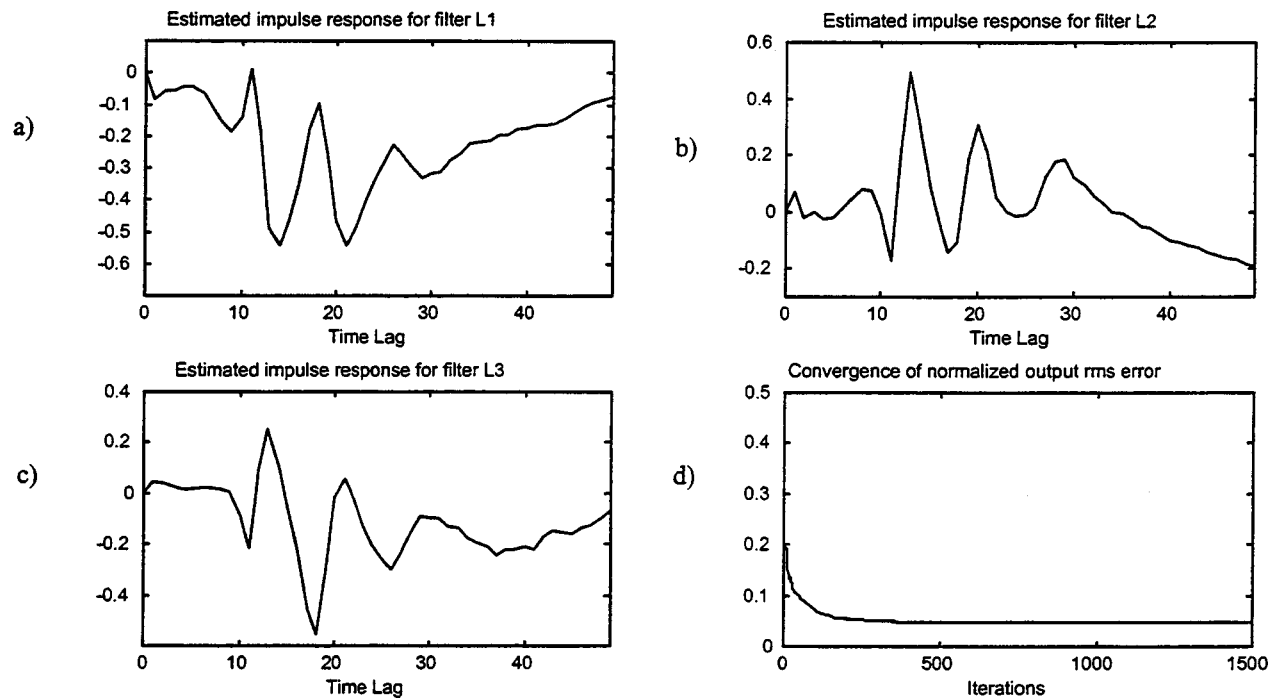 Estimated impulse response for filter L1
a)
0
-0.1
-0.2
-0.3
-0.4
-0.5
-0.6
0 10 20 30 40
Time Lag
Estimated impulse response for filter L2
b)
0.6
0.4
0.2
0
-0.2
0 10 20 30 40
Time Lag
Estimated impulse response for filter L3
c)
0.4
0.2
0
-0.2
-0.4
0 10 20 30 40
Time Lag
Convergence of normalized output rms error
d)
0.5
0.4
0.3
0.2
0.1
0
0 500 1000 1500
Iterations